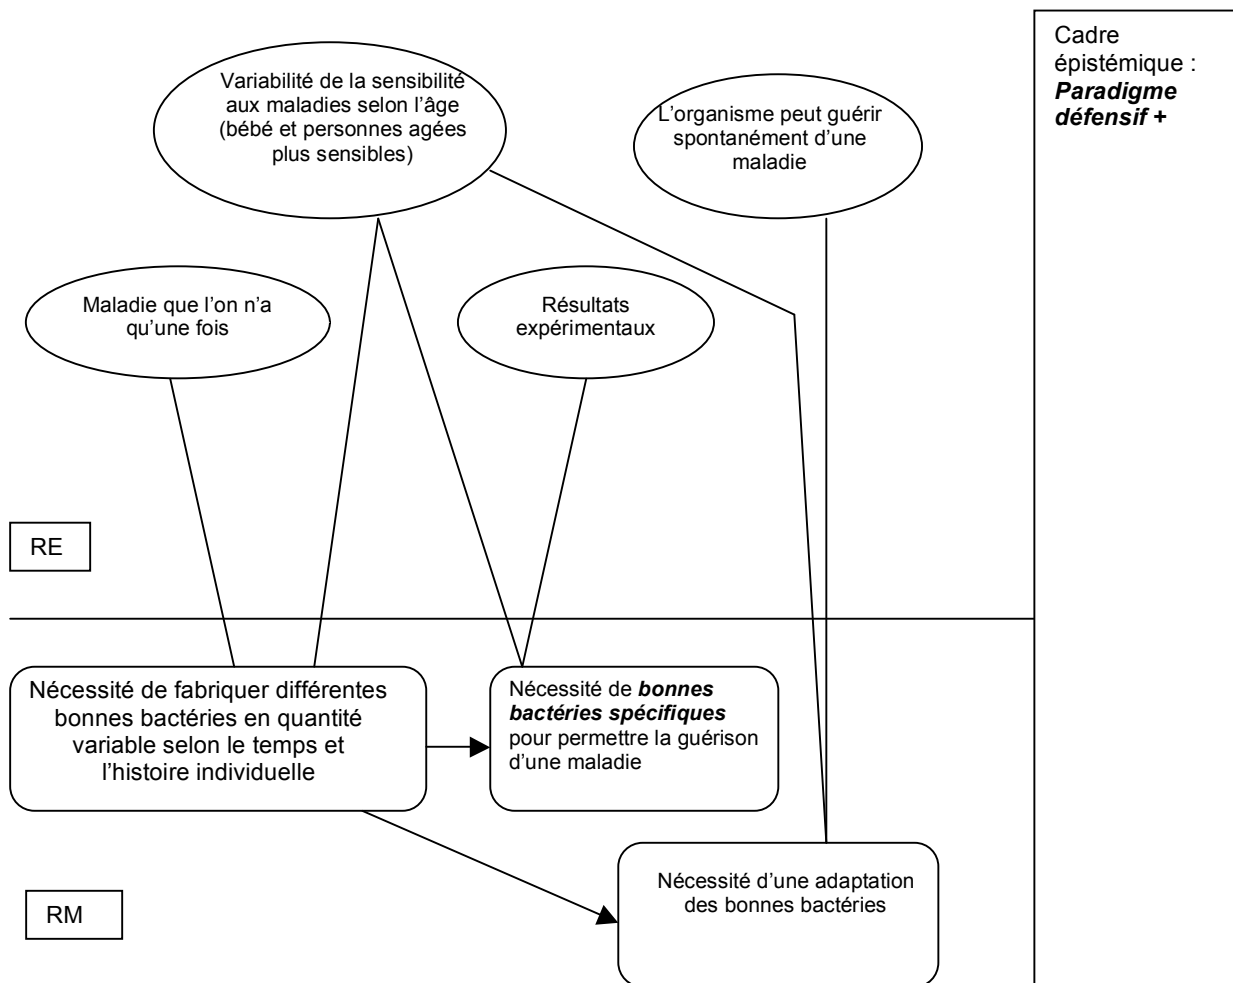 Cadre
épistémique :
Paradigme
défensif +
Variabilité de la sensibilité
aux maladies selon l'âge
(bébé et personnes agées
plus sensibles)
L'organisme peut guérir
spontanément d'une
maladie
Maladie que l'on n'a
qu'une fois
Résultats
expérimentaux
RE
Nécessité de fabriquer différentes
bonnes bactéries en quantité
variable selon le temps et
l'histoire individuelle
Nécessité de bonnes
bactéries spécifiques
pour permettre la guérison
d'une maladie
Nécessité d'une adaptation
des bonnes bactéries
RM